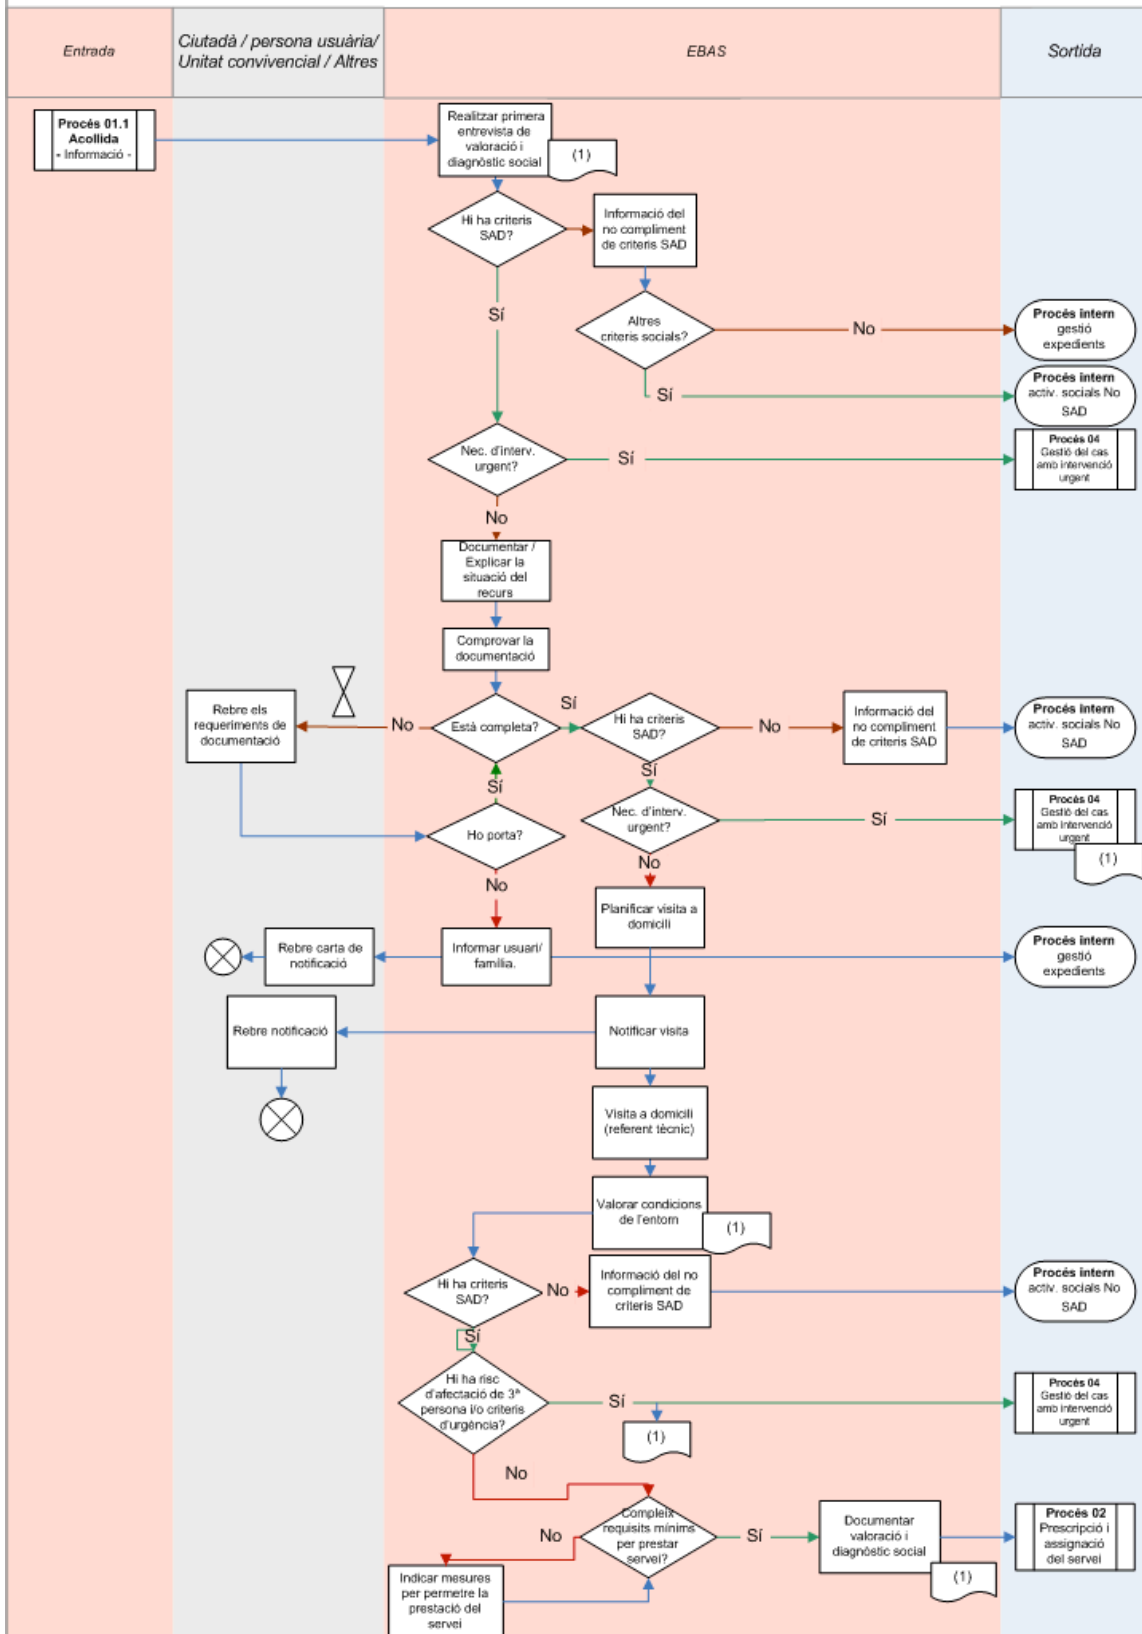 Entrada
Ciutadà / persona usuària/
Unitat convivencial / Altres
EBAS
Sortida
Procés 01.1
Acollida
- Informació -
Realitzar primera
entrevista de
valoració i
diagnòstic social
(1)
Hi ha criteris
SAD?
Informació del
no compliment
de criteris SAD
Sí
Altres
criteris socials?
No
Procés intern
gestió
expedients
Sí
Procés intern
activ. socials No
SAD
Nec. d'interv.
urgent?
Sí
Procés 04
Gestió del cas
amb intervenció
urgent
No
Documentar /
Explicar la
situació del
recurs
Comprovar la
documentació
Rebre els
requeriments de
documentació
No
Està completa?
Sí
Hi ha criteris
SAD?
No
Informació del
no compliment
de criteris SAD
Procés intern
activ. socials No
SAD
Sí
Sí
Ho porta?
Nec. d'interv.
urgent?
Sí
Procés 04
Gestió del cas
amb intervenció
urgent
(1)
No
No
Planificar visita a
domicili
Rebre carta de
notificació
Informar usuari/
família.
Procés intern
gestió
expedients
Rebre notificació
Notificar visita
Visita a domicili
(referent tècnic)
Valorar condicions
de l'entorn
(1)
Hi ha criteris
SAD?
No
Informació del no
compliment de
criteris SAD
Procés intern
activ. socials No
SAD
Sí
Hi ha risc
d'afectació de 3ª
persona i/o criteris
d'urgència?
Sí
(1)
Procés 04
Gestió del cas
amb intervenció
urgent
No
Compleix
requisits mínims
per prestar
servei?
No
Sí
Documentar
valoració i
diagnòstic social
(1)
Procés 02
Prescripció i
assignació
del servei
Indicar mesures
per permetre la
prestació del
servei